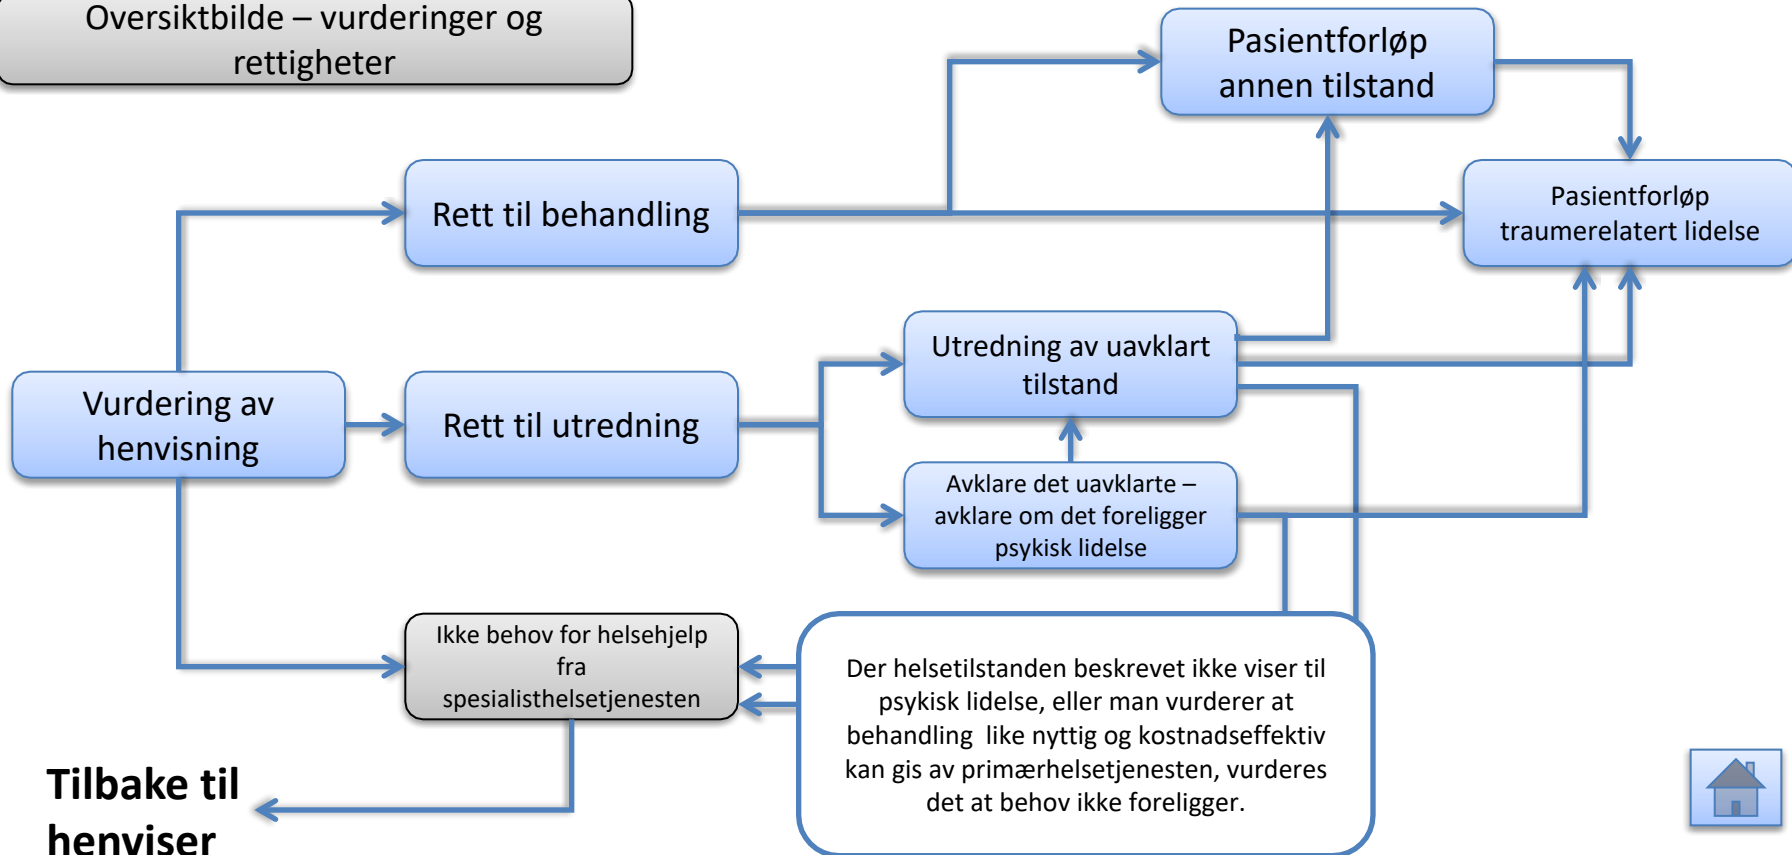 Oversiktbilde – vurderinger og
rettigheter
Pasientforløp
annen tilstand
Rett til behandling
Pasientforløp
traumerelatert lidelse
Utredning av uavklart
tilstand
Vurdering av
henvisning
Rett til utredning
Avklare det uavklarte –
avklare om det foreligger
psykisk lidelse
Ikke behov for helsehjelp
fra
spesialisthelsetjenesten
Der helsetilstanden beskrevet ikke viser til
psykisk lidelse, eller man vurderer at
behandling like nyttig og kostnadseffektiv
kan gis av primærhelsetjenesten, vurderes
det at behov ikke foreligger.
Tilbake til
henviser